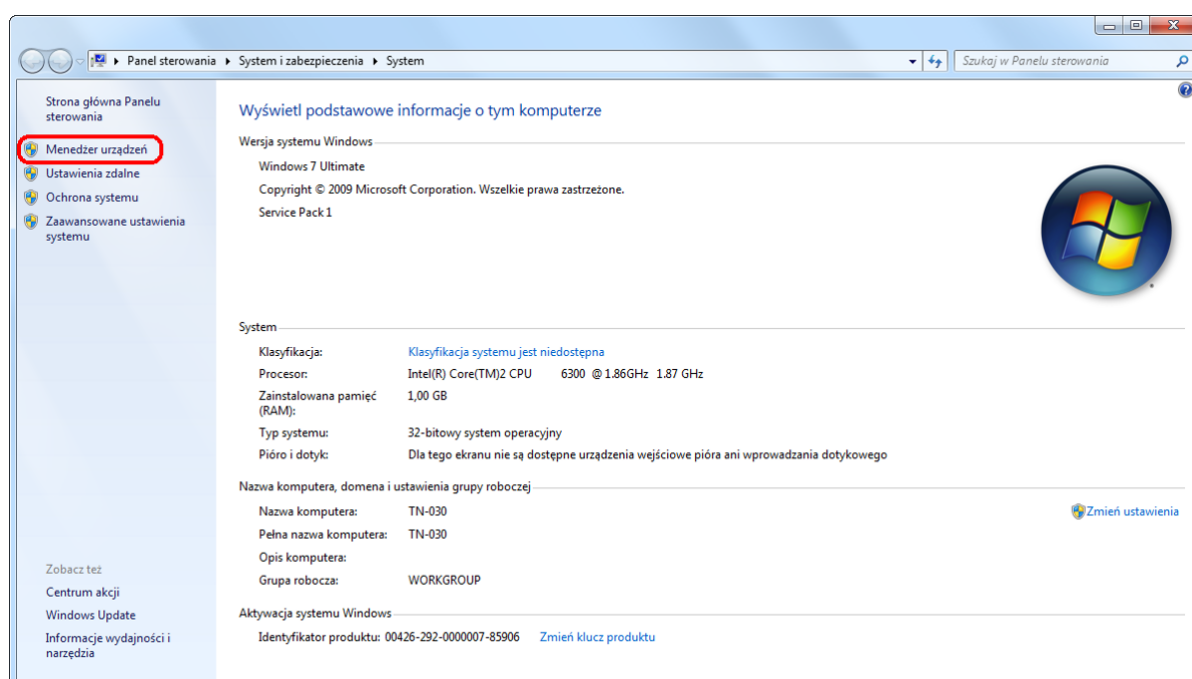 Panel sterowania ▸ System i zabezpieczenia ▸ System
Szukaj w Panelu sterowania
Strona główna Panelu
sterowania
Menedżer urządzeń
Ustawienia zdalne
Ochrona systemu
Zaawansowane ustawienia
systemu
Zobacz też
Centrum akcji
Windows Update
Informacje wydajności i
narzędzia
Wyświetl podstawowe informacje o tym komputerze
Wersja systemu Windows
Windows 7 Ultimate
Copyright © 2009 Microsoft Corporation. Wszelkie prawa zastrzeżone.
Service Pack 1
System
Klasyfikacja: Klasyfikacja systemu jest niedostępna
Procesor: Intel(R) Core(TM)2 CPU 6300 @ 1.86GHz 1.87 GHz
Zainstalowana pamięć 1,00 GB
(RAM):
Typ systemu: 32-bitowy system operacyjny
Pióro i dotyk: Dla tego ekranu nie są dostępne urządzenia wejściowe pióra ani wprowadzania dotykowego
Nazwa komputera, domena i ustawienia grupy roboczej
Nazwa komputera: TN-030 Zmień ustawienia
Pełna nazwa komputera: TN-030
Opis komputera:
Grupa robocza: WORKGROUP
Aktywacja systemu Windows
Identyfikator produktu: 00426-292-0000007-85906 Zmień klucz produktu